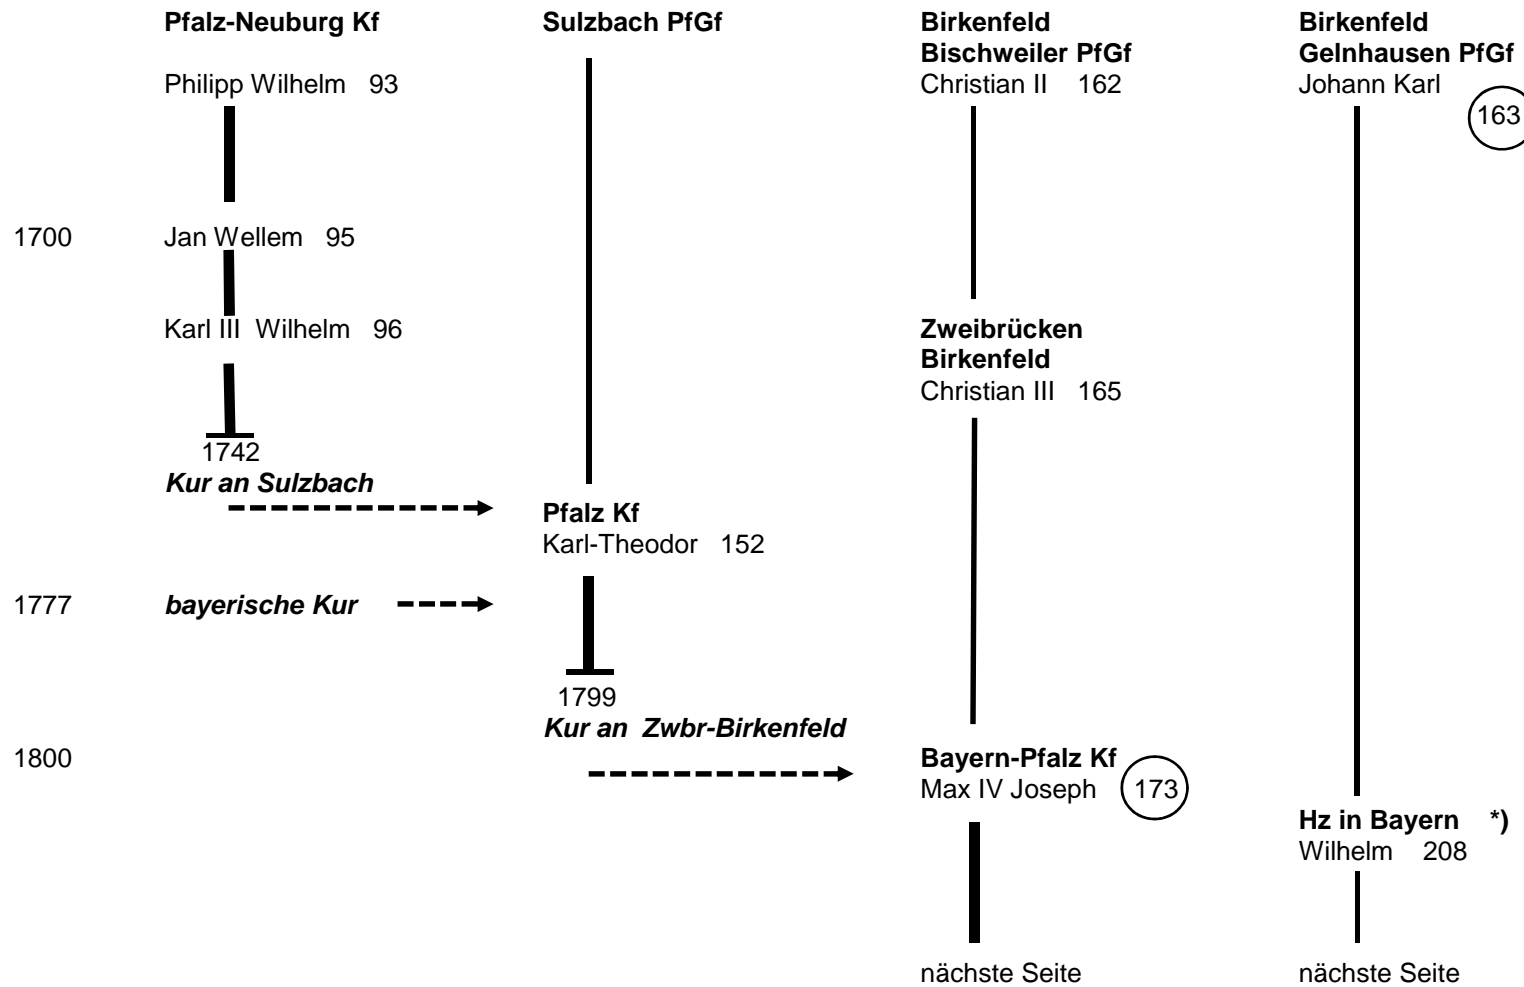 Pfalz-Neuburg Kf
Philipp Wilhelm 93
1700
Jan Wellem 95
Karl III Wilhelm 96
1742
Kur an Sulzbach
1777
bayerische Kur
1800
Sulzbach PfGf
Pfalz Kf
Karl-Theodor 152
1799
Kur an Zwbr-Birkenfeld
Birkenfeld
Bischweiler PfGf
Christian II 162
Zweibrücken
Birkenfeld
Christian III 165
Bayern-Pfalz Kf
Max IV Joseph 173
nächste Seite
Birkenfeld
Gelnhausen PfGf
Johann Karl
163
Hz in Bayern *)
Wilhelm 208
nächste Seite